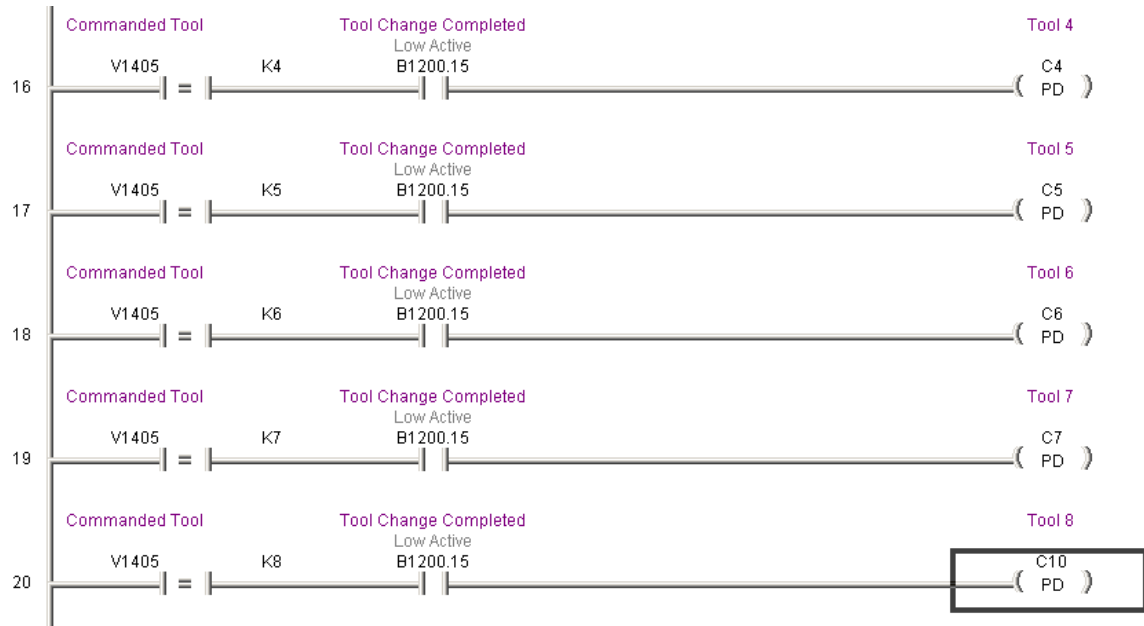 Commanded Tool Tool Change Completed Tool 4
Low Active
V1405 K4 B1200.15 C4
16 = PD
Commanded Tool Tool Change Completed Tool 5
Low Active
V1405 K5 B1200.15 C5
17 = PD
Commanded Tool Tool Change Completed Tool 6
Low Active
V1405 K6 B1200.15 C6
18 = PD
Commanded Tool Tool Change Completed Tool 7
Low Active
V1405 K7 B1200.15 C7
19 = PD
Commanded Tool Tool Change Completed Tool 8
Low Active
V1405 K8 B1200.15 C10
20 = PD